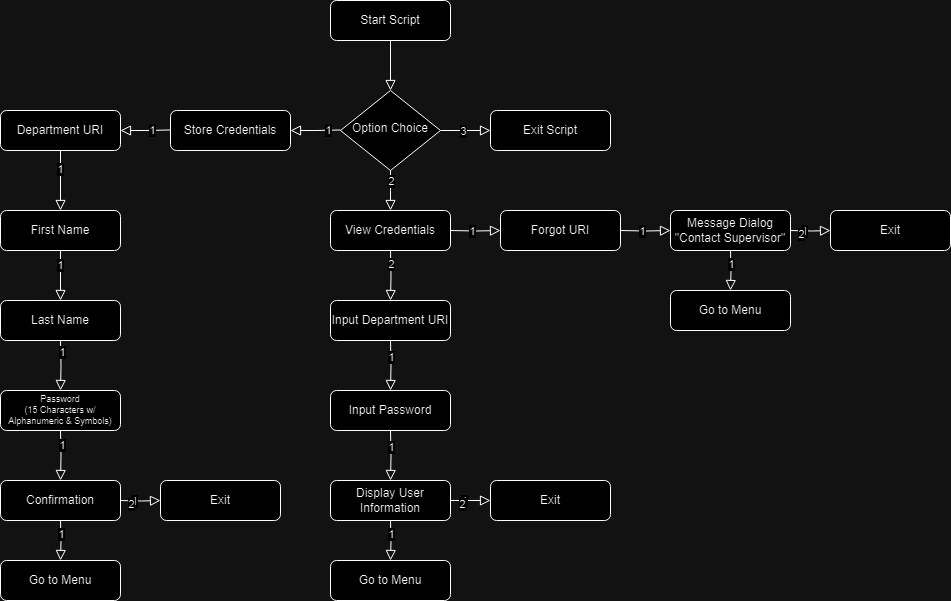 Start Script
Department URI
1
Store Credentials
1
Option Choice
3
Exit Script
1
2
First Name
View Credentials
1
Forgot URI
1
Message Dialog
"Contact Supervisor"
2
Exit
1
2
1
Last Name
Input Department URI
Go to Menu
1
1
Password
(15 Characters w/
Alphanumeric & Symbols)
Input Password
1
1
Confirmation
2
Exit
Display User
Information
2
Exit
1
1
Go to Menu
Go to Menu